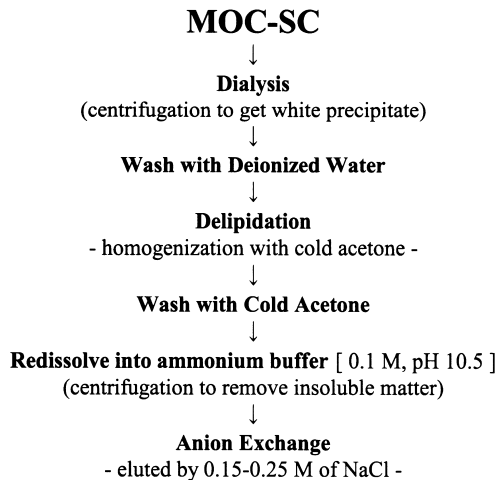 MOC-SC
↓
Dialysis
(centrifugation to get white precipitate)
↓
Wash with Deionized Water
↓
Delipidation
- homogenization with cold acetone -
↓
Wash with Cold Acetone
↓
Redissolve into ammonium buffer [ 0.1 M, pH 10.5 ]
(centrifugation to remove insoluble matter)
↓
Anion Exchange
- eluted by 0.15-0.25 M of NaCl -